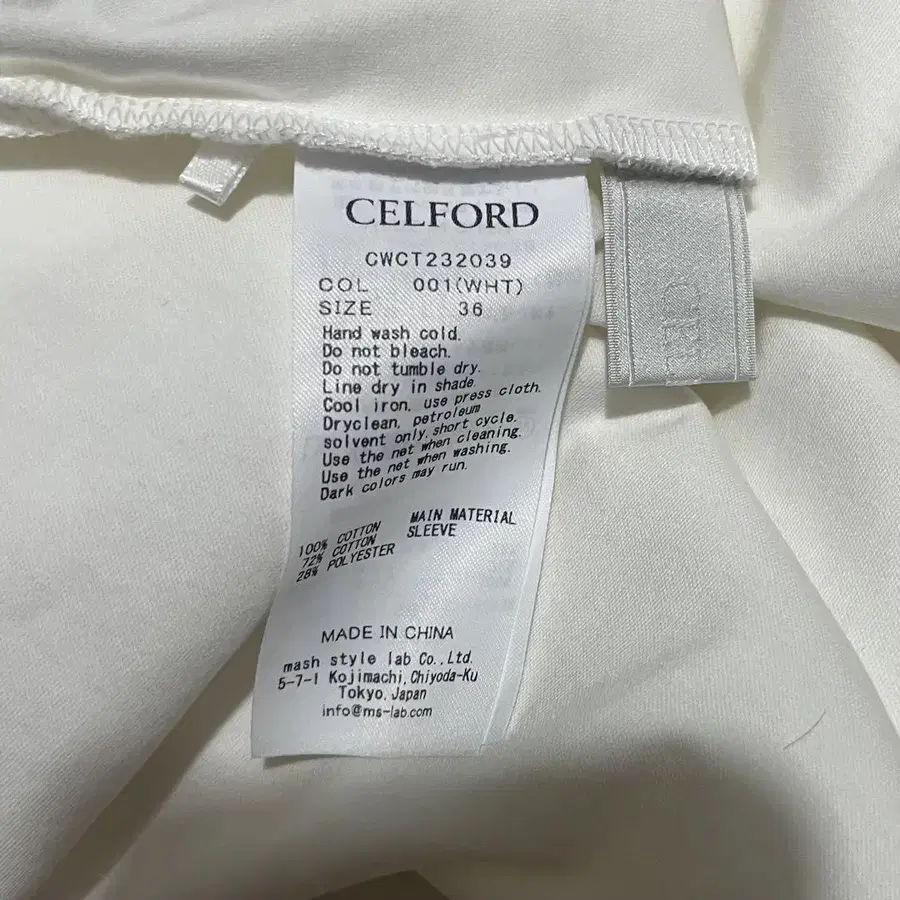 CELFORD
CWCT232039
COL 001(WHT)
SIZE 36
Hand wash cold.
Do not bleach.
Do not tumble dry.
Line dry in shade.
Cool iron, use press cloth.
Dryclean, petroleum
solvent only, short cycle.
Use the net when cleaning.
Use the net when washing.
Dark colors may run.
100% COTTON MAIN MATERIAL
72% COTTON SLEEVE
28% POLYESTER
MADE IN CHINA
mash style lab Co.,Ltd.
5-7-1 Kojimachi, Chiyoda-Ku
Tokyo, Japan
info@ms-lab.com